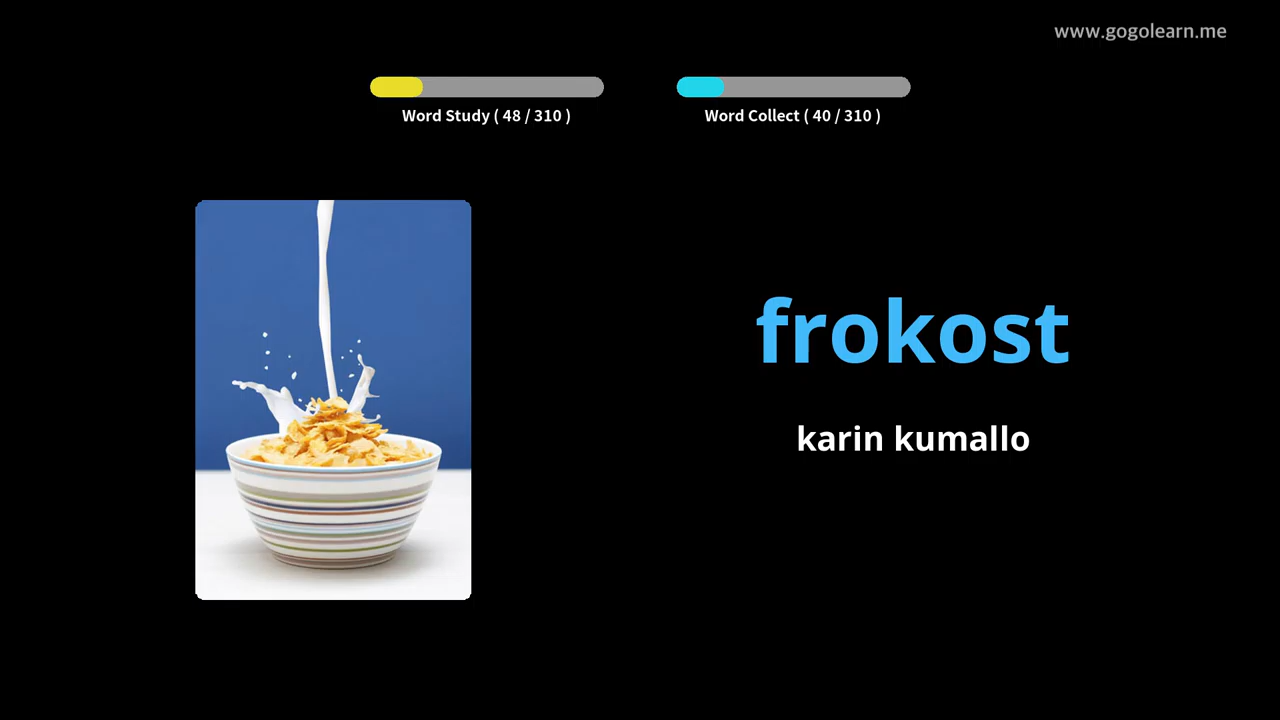 www.gogolearn.me
Word Study ( 48 / 310 )
Word Collect ( 40 / 310 )
frokost
karin kumallo